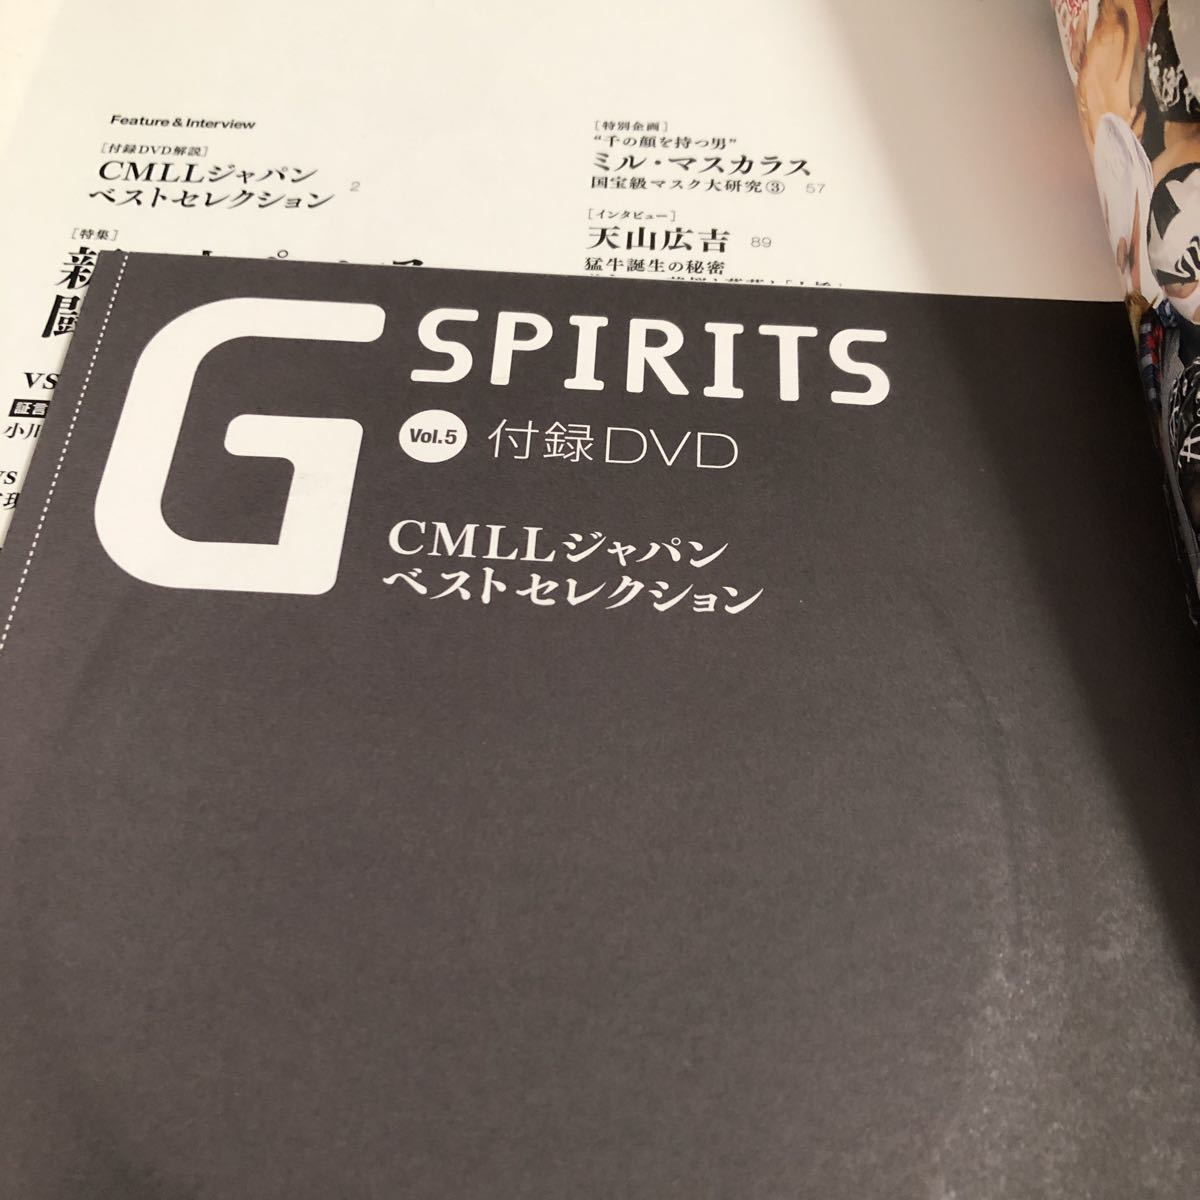 Feature & Interview
[付録DVD解説]
CMLLジャパン
ベストセレクション 2
[特集]
VS
証言
小川
VS
[特別企画]
“千の顔を持つ男”
ミル・マスカラス
国宝級マスク大研究③ 57
[インタビュー]
天山広吉 89
猛牛誕生の秘密
G SPIRITS
Vol.5 付録DVD
CMLLジャパン
ベストセレクション